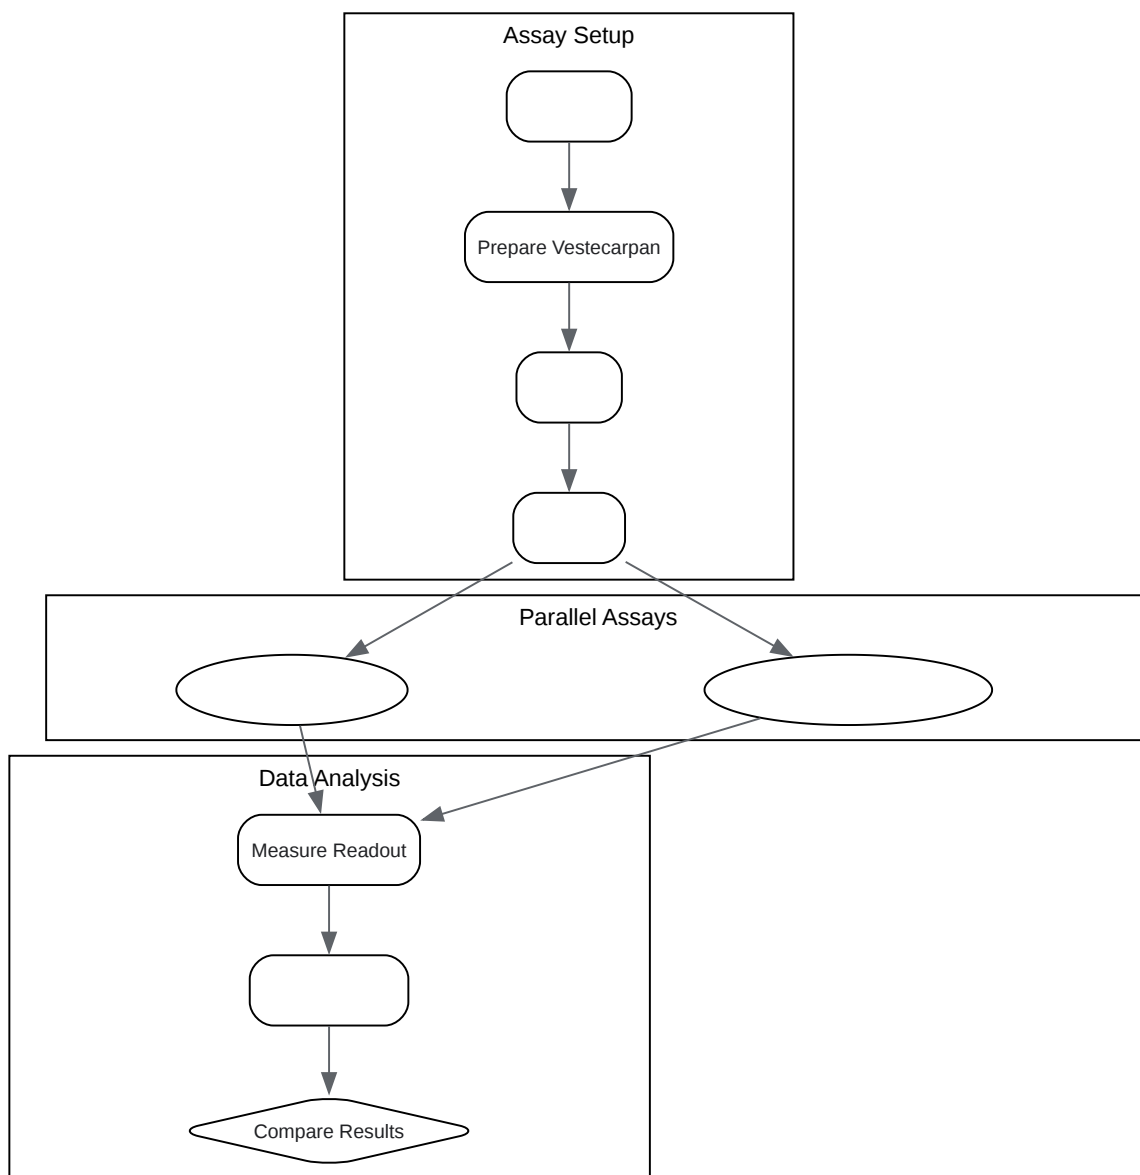 Assay Setup
Prepare Vestecarpan
Parallel Assays
Data Analysis
Measure Readout
Compare Results